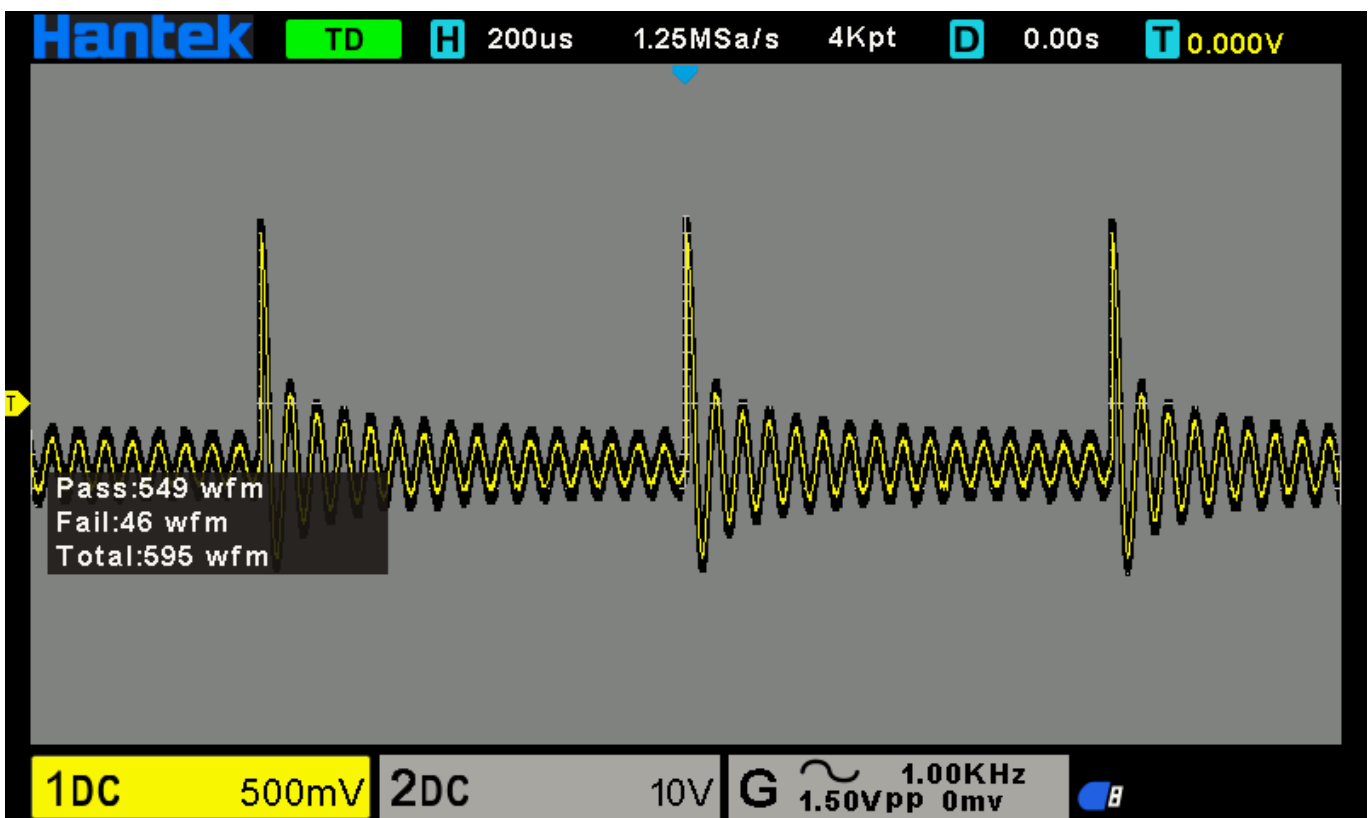 Hantek TD H 200us 1.25MSa/s 4Kpt D 0.00s T 0.000V
T
Pass:549 wfm
Fail:46 wfm
Total:595 wfm
1DC 500mV 2DC 10V G 1.00KHz
1.50Vpp 0mv